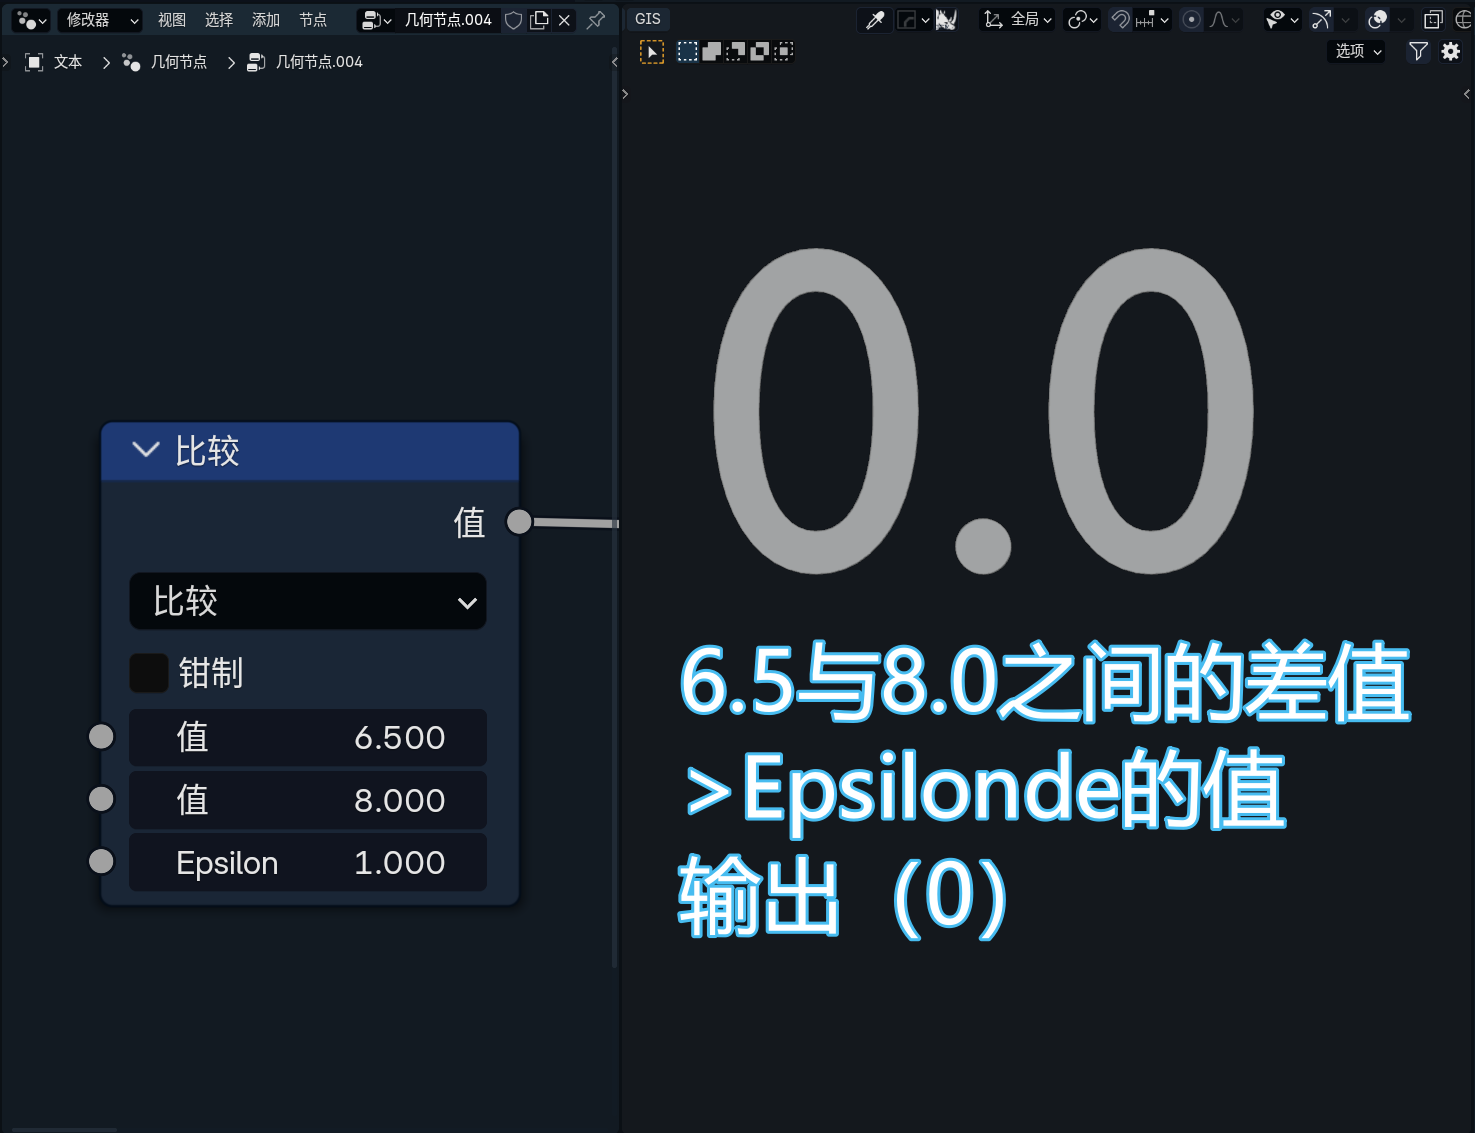 修改器 视图 选择 添加 节点 几何节点.004
GIS 全局
文本 几何节点 几何节点.004
选项
0.0
比较
值
比较
钳制
值 6.500
值 8.000
Epsilon 1.000
6.5与8.0之间的差值
>Epsilonde的值
输出（0）